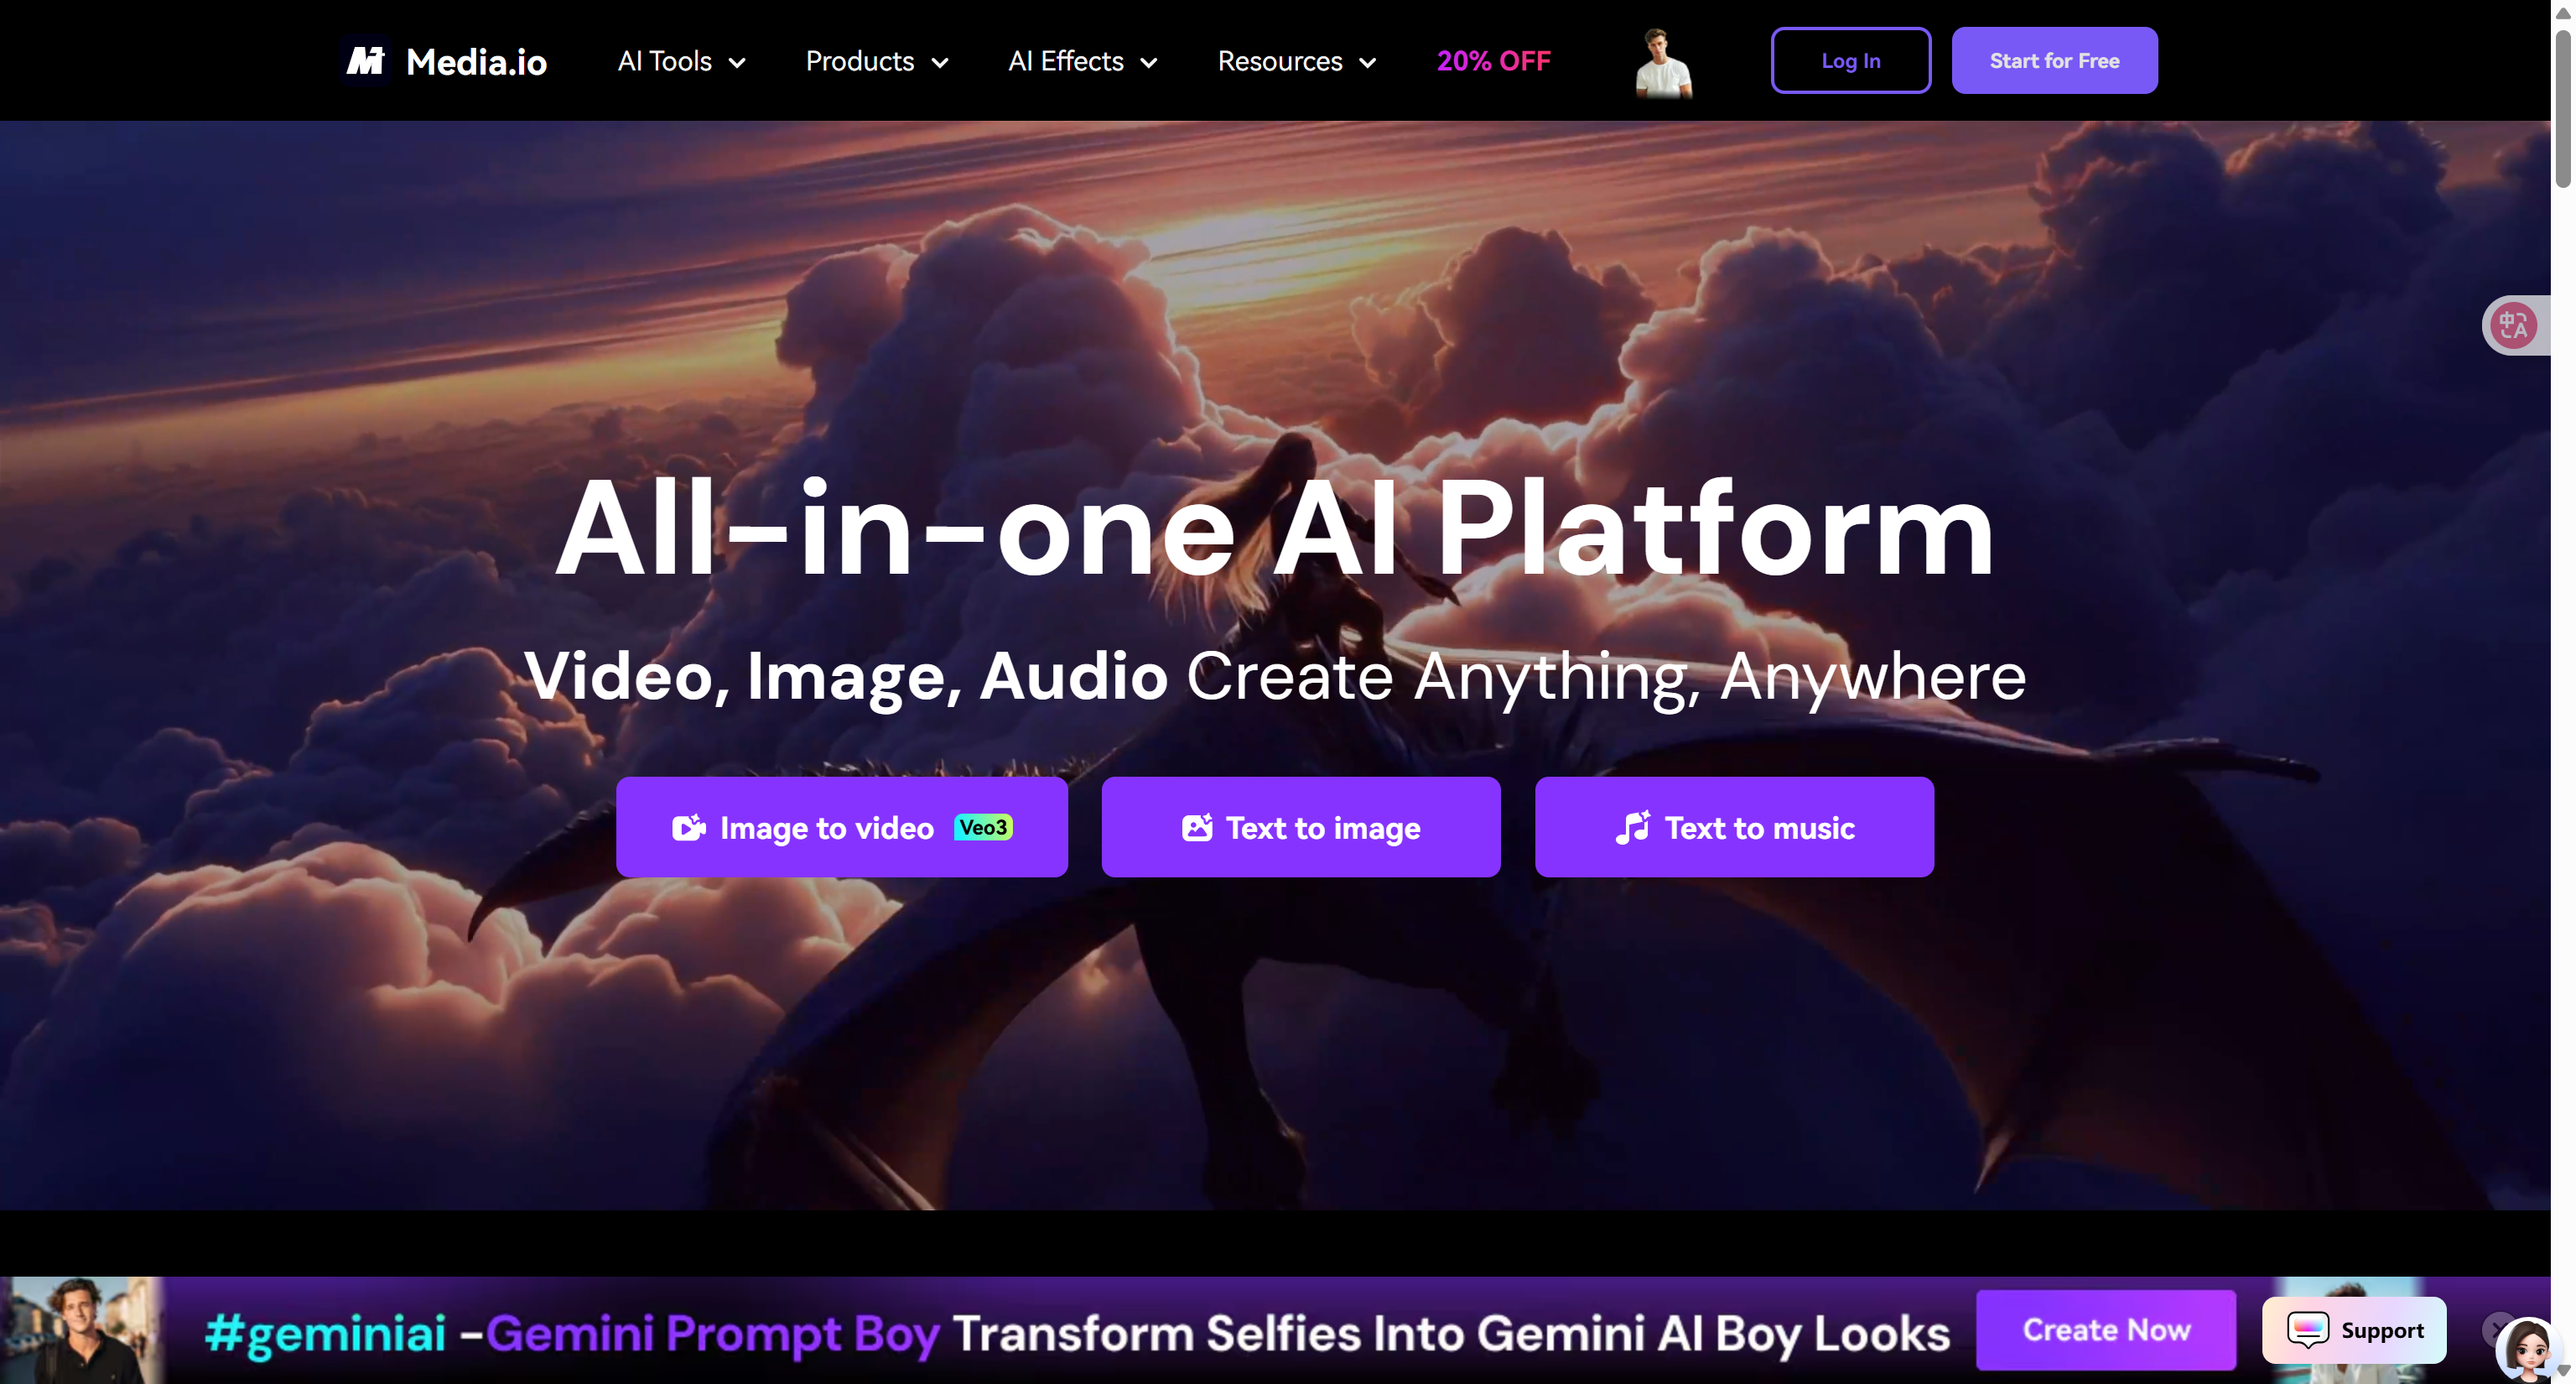 Media.io
AI Tools
Products
AI Effects
Resources
20% OFF
Log In
Start for Free
中A
All-in-one AI Platform
Video, Image, Audio Create Anything, Anywhere
Image to video Veo3
Text to image
Text to music
#geminiai -Gemini Prompt Boy Transform Selfies Into Gemini AI Boy Looks
Create Now
Support